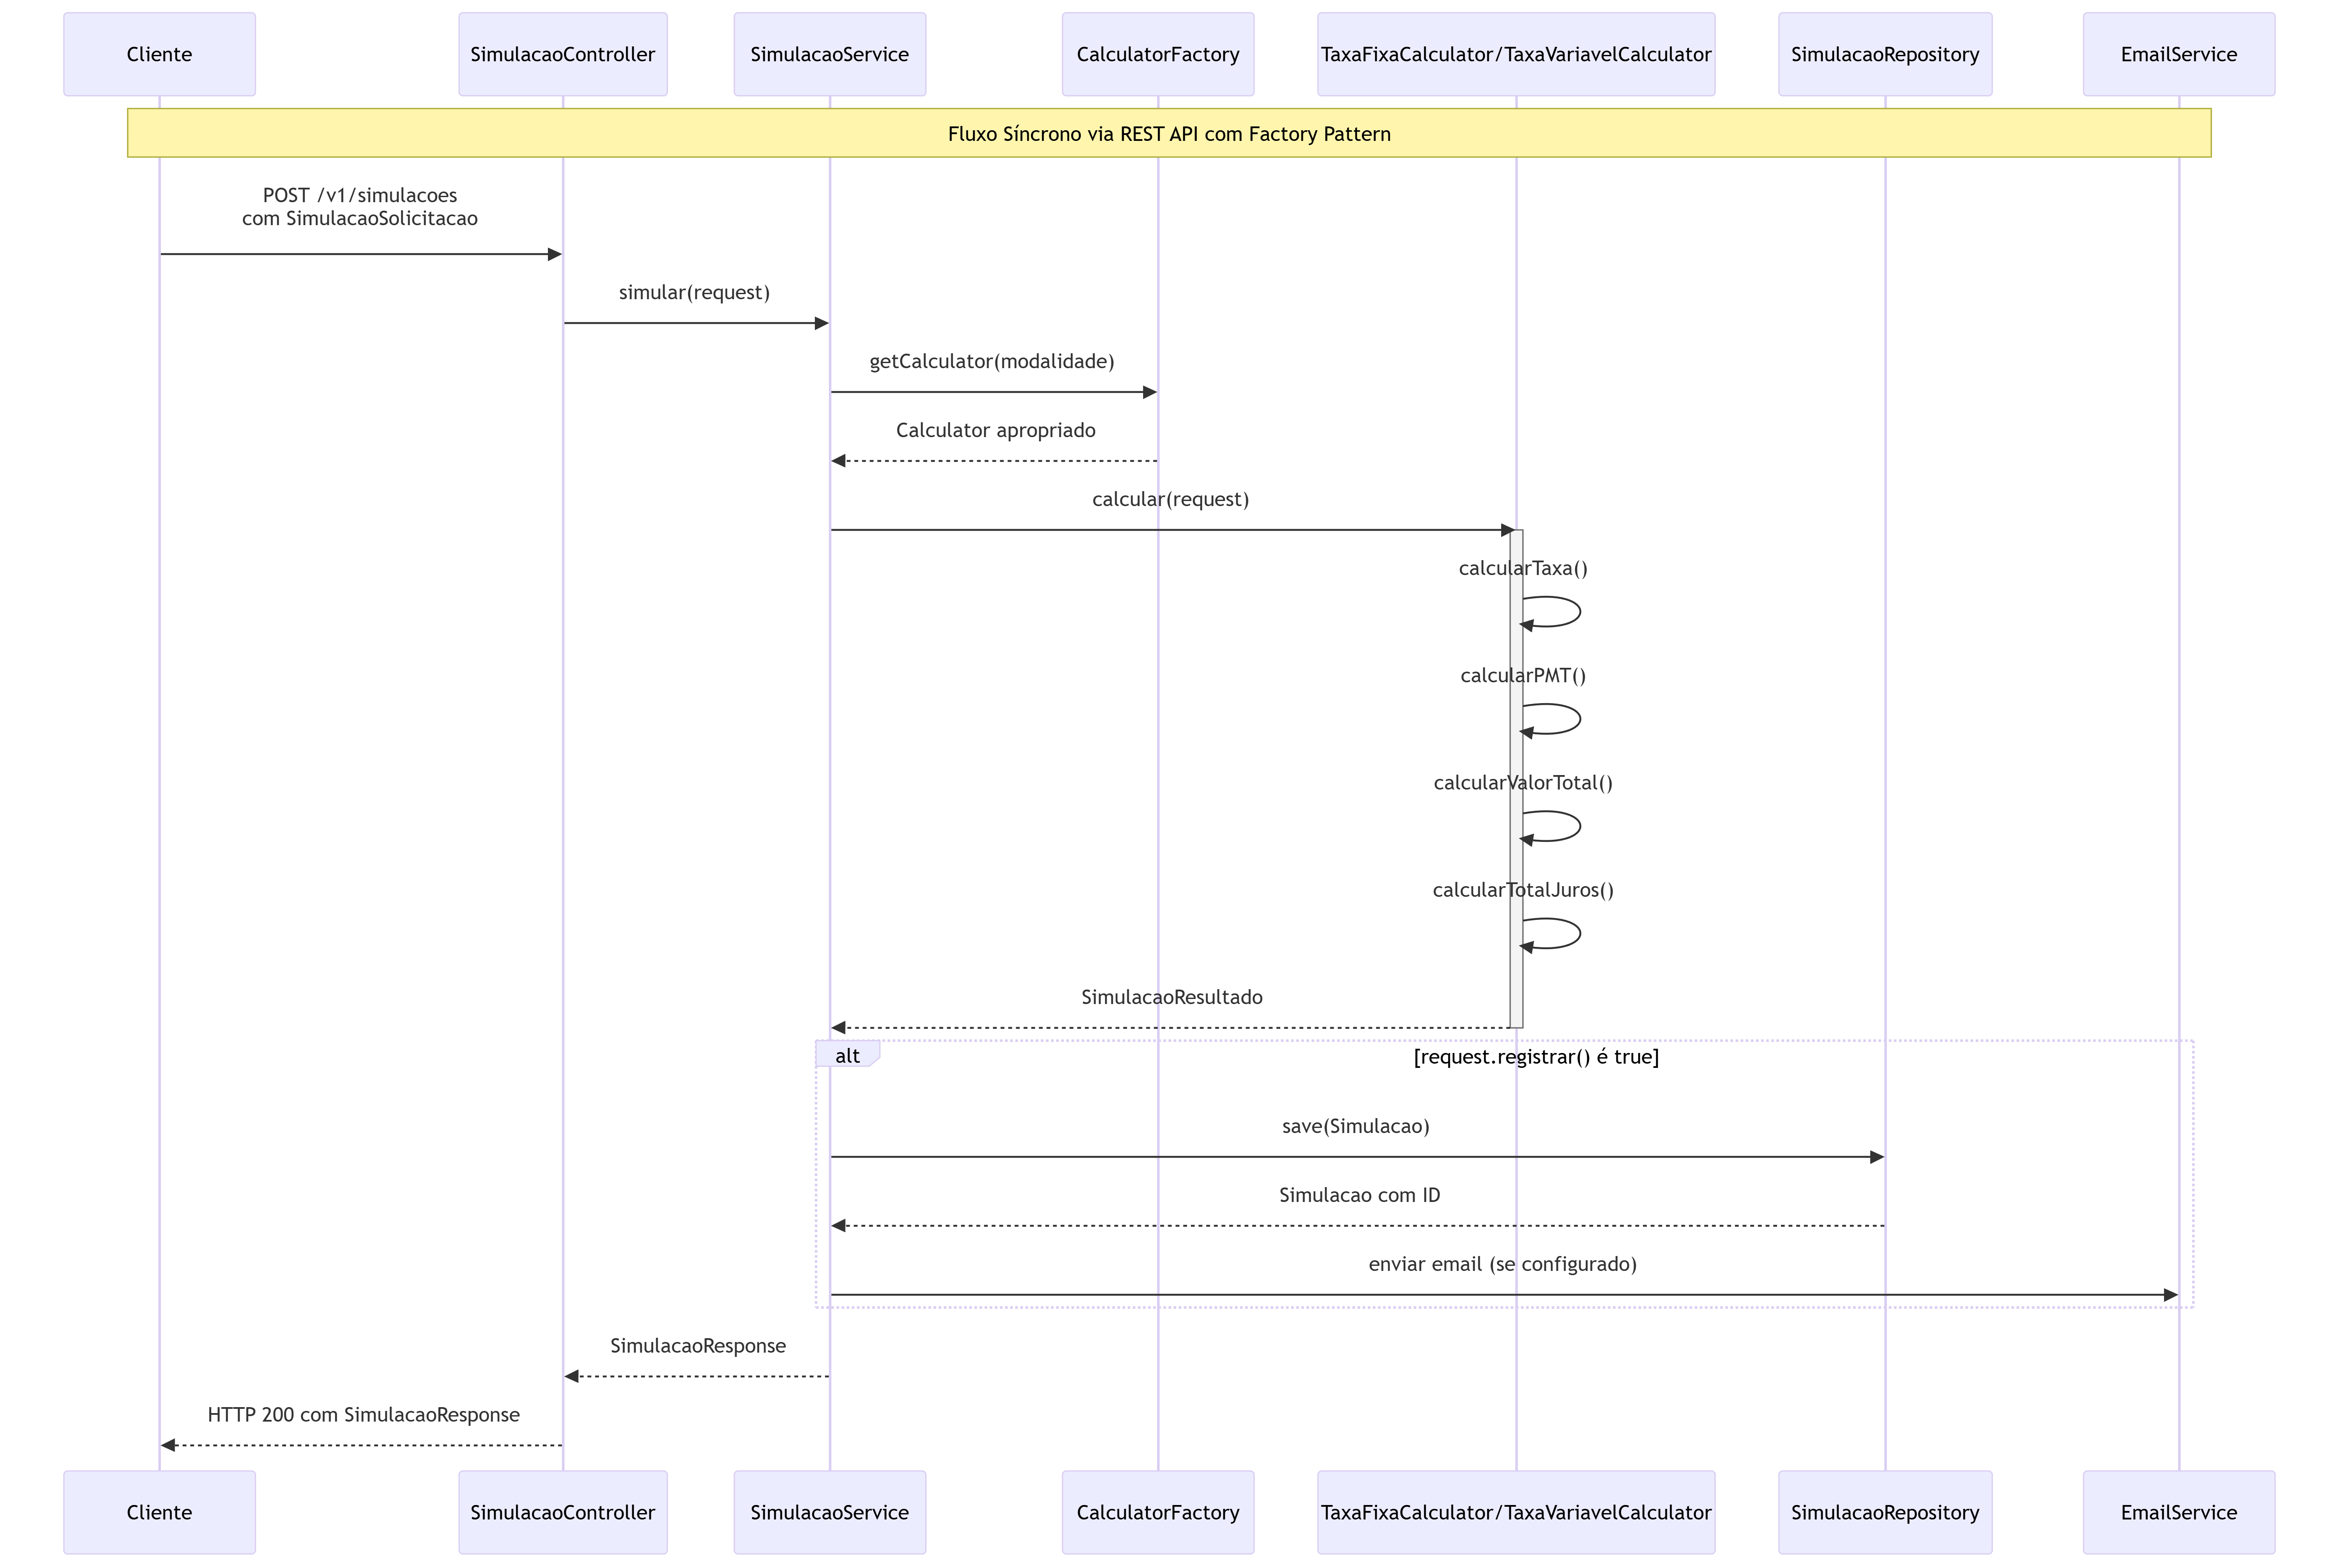 Cliente
SimulacaoController
SimulacaoService
CalculatorFactory
TaxaFixaCalculator/TaxaVariavelCalculator
SimulacaoRepository
EmailService
Fluxo Síncrono via REST API com Factory Pattern
POST /v1/simulacoes
com SimulacaoSolicitacao
simular(request)
getCalculator(modalidade)
Calculator apropriado
calcular(request)
calcularTaxa()
calcularPMT()
calcularValorTotal()
calcularTotalJuros()
SimulacaoResultado
alt
[request.registrar() é true]
save(Simulacao)
Simulacao com ID
enviar email (se configurado)
SimulacaoResponse
HTTP 200 com SimulacaoResponse
Cliente
SimulacaoController
SimulacaoService
CalculatorFactory
TaxaFixaCalculator/TaxaVariavelCalculator
SimulacaoRepository
EmailService